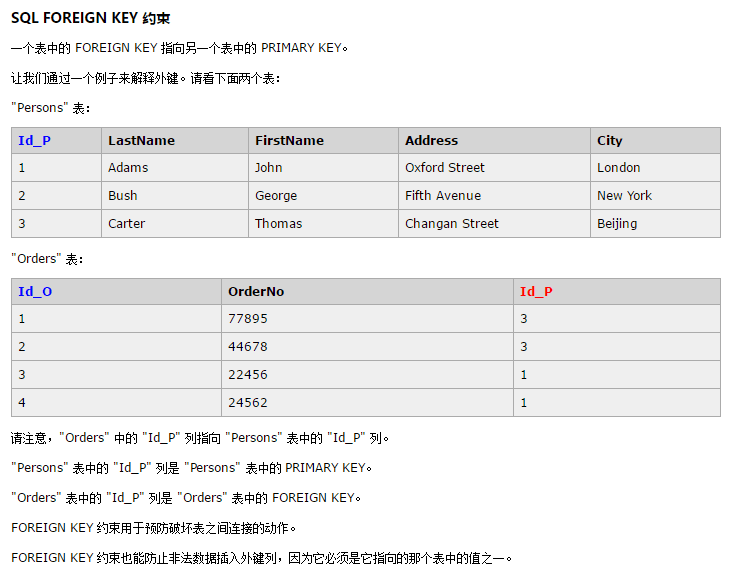 SQL FOREIGN KEY 约束
一个表中的 FOREIGN KEY 指向另一个表中的 PRIMARY KEY。
让我们通过一个例子来解释外键。请看下面两个表：
"Persons" 表：
Id_P LastName FirstName Address City
1 Adams John Oxford Street London
2 Bush George Fifth Avenue New York
3 Carter Thomas Changan Street Beijing
"Orders" 表：
Id_O OrderNo Id_P
1 77895 3
2 44678 3
3 22456 1
4 24562 1
请注意，"Orders" 中的 "Id_P" 列指向 "Persons" 表中的 "Id_P" 列。
"Persons" 表中的 "Id_P" 列是 "Persons" 表中的 PRIMARY KEY。
"Orders" 表中的 "Id_P" 列是 "Orders" 表中的 FOREIGN KEY。
FOREIGN KEY 约束用于预防破坏表之间连接的动作。
FOREIGN KEY 约束也能防止非法数据插入外键列，因为它必须是它指向的那个表中的值之一。